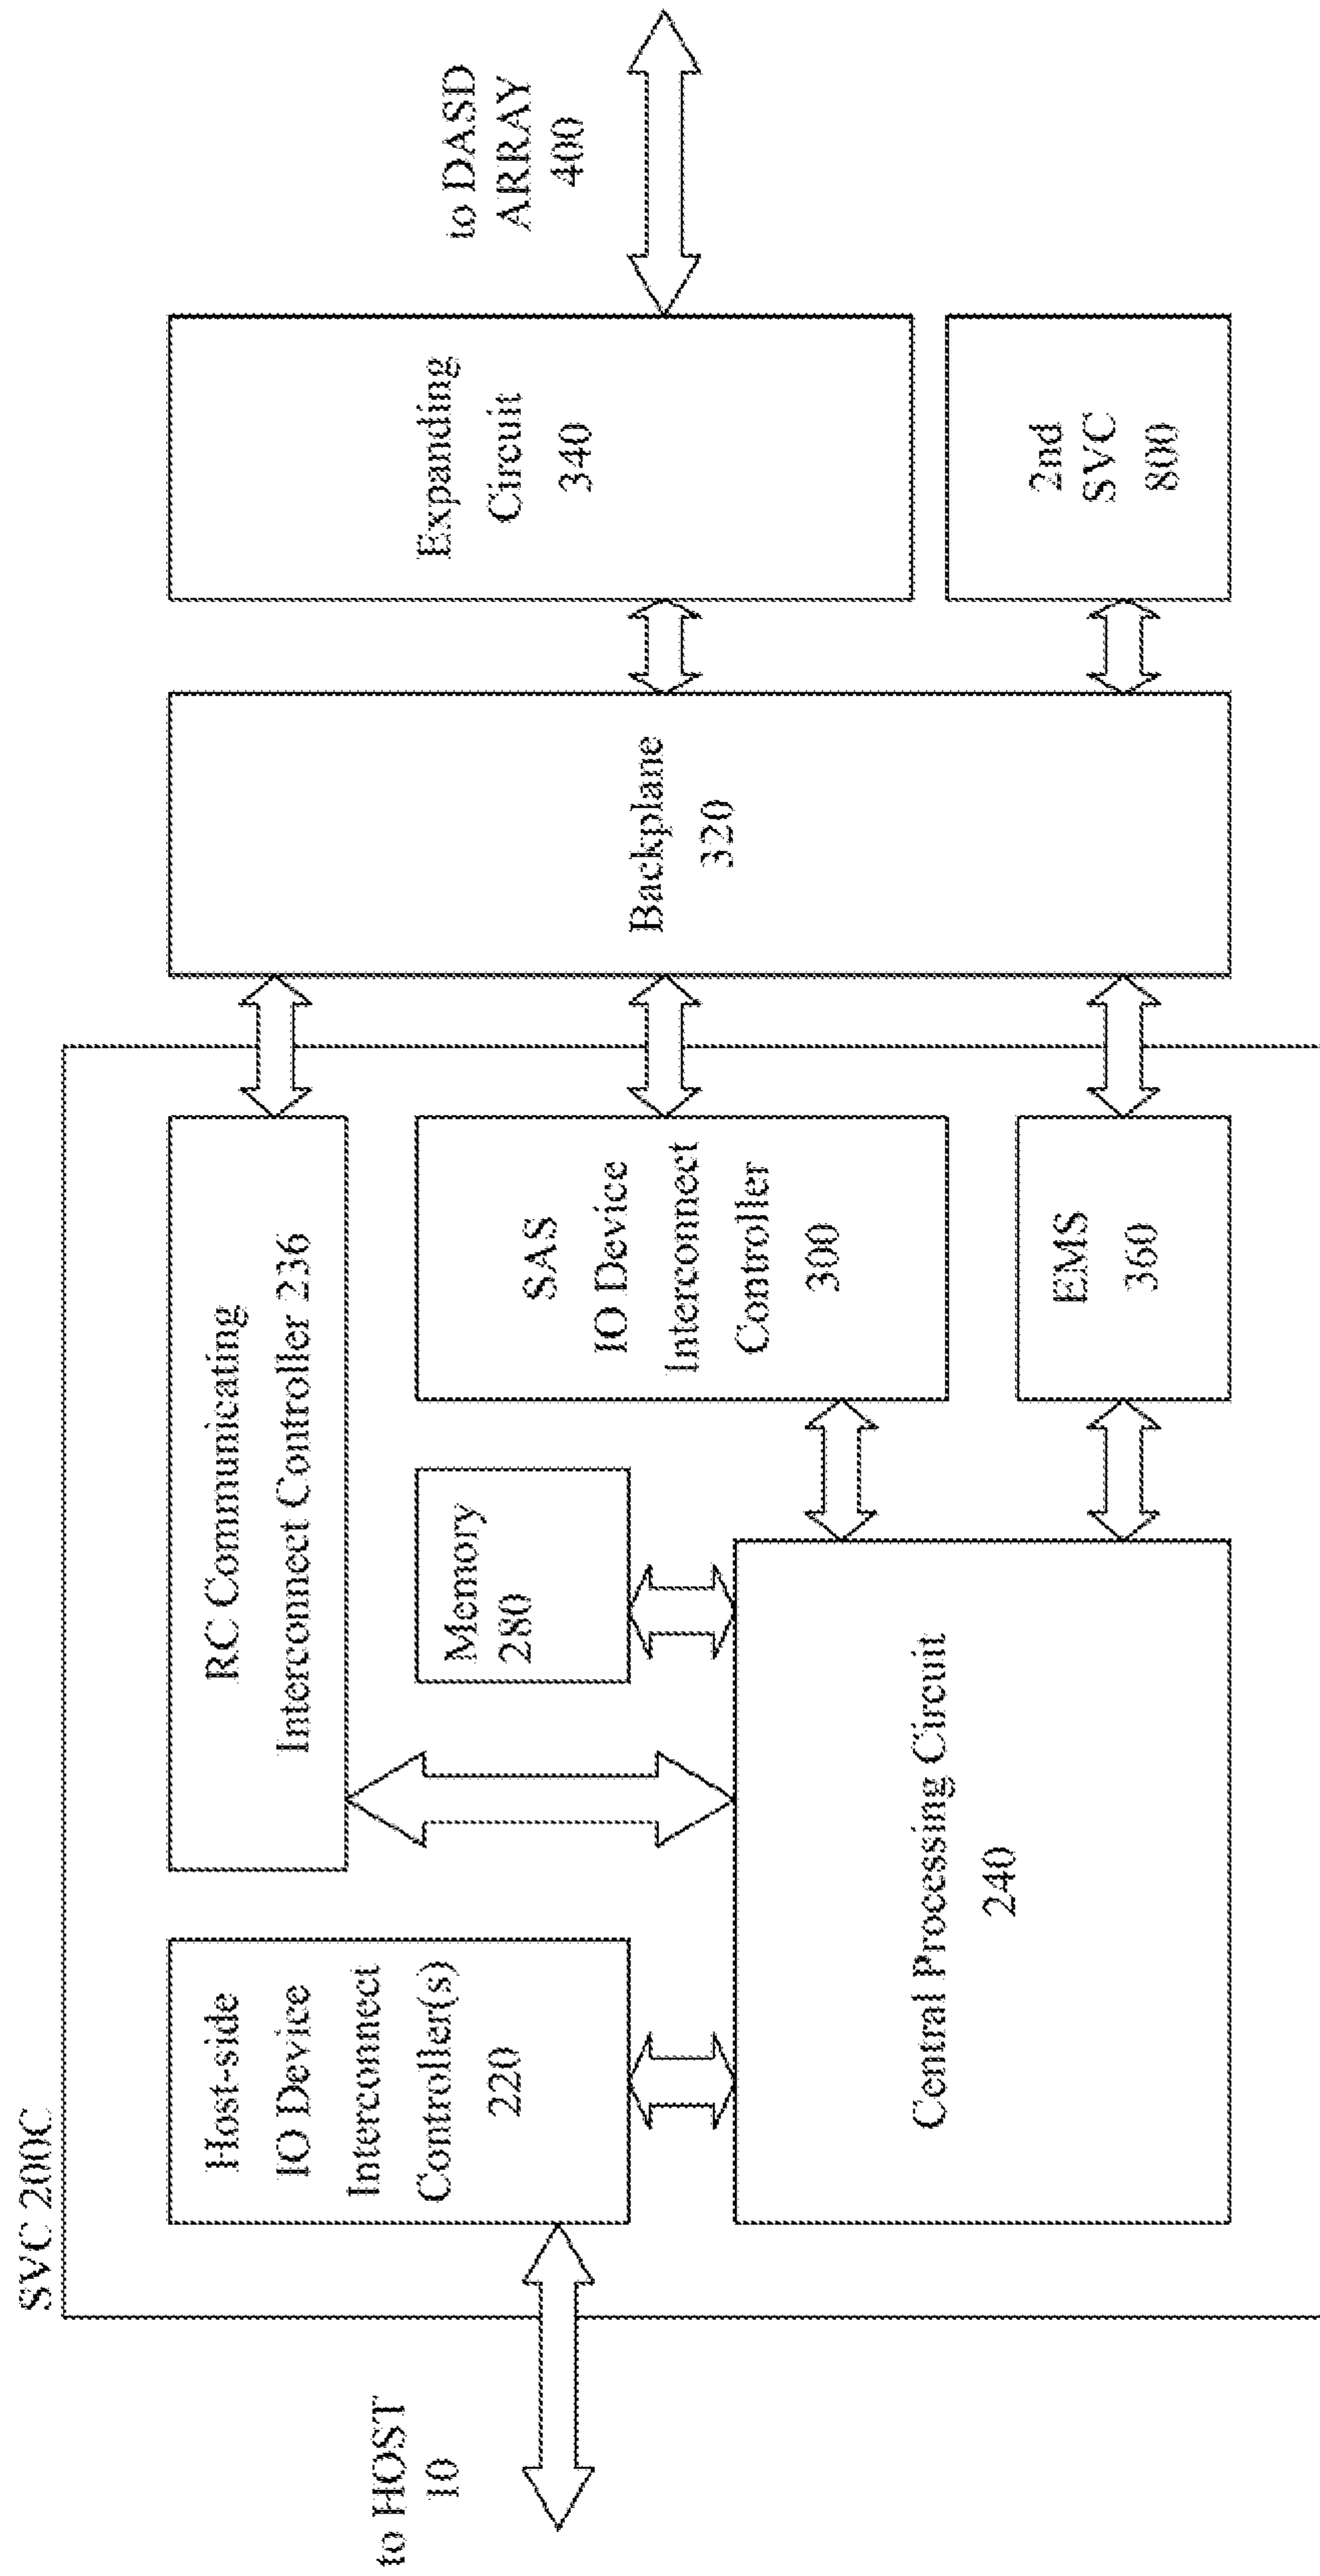 SVC 200C
to HOST
10
Host-side
IO Device
Interconnect
Controller(s)
220
RC Communicating
Interconnect Controller 236
Memory
280
Central Processing Circuit
240
SAS
IO Device
Interconnect
Controller
300
EMS
360
Backplane
320
Expanding
Circuit
340
2nd
SVC
800
to DASD
ARRAY
400